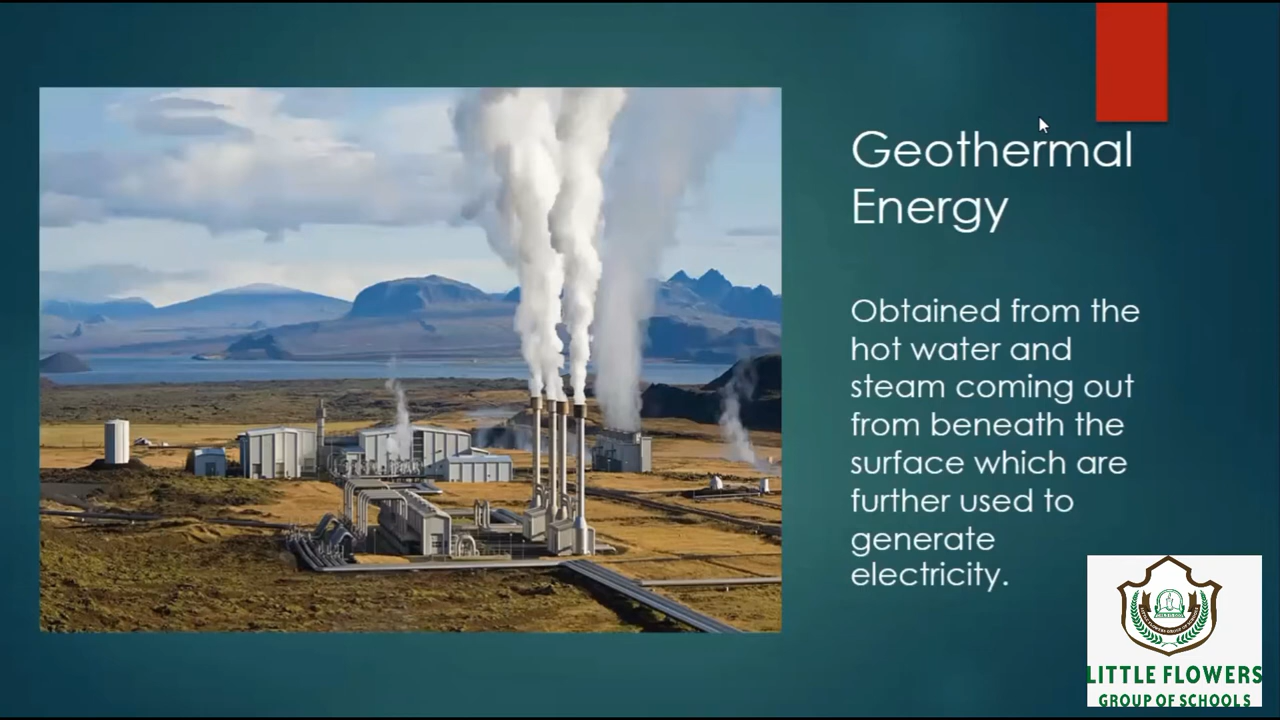 Geothermal
Energy
Obtained from the
hot water and
steam coming out
from beneath the
surface which are
further used to
generate
electricity.
LITTLE FLOWERS
GROUP OF SCHOOLS